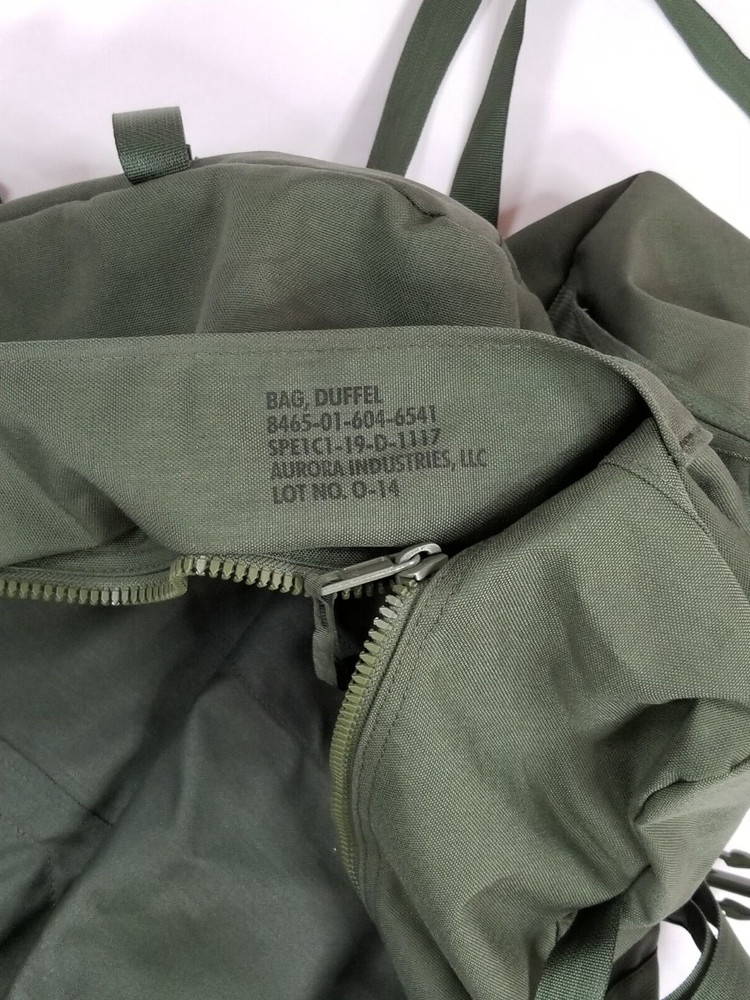 BAG, DUFFEL
8465-01-604-6541
SPE1C1-19-D-1117
AURORA INDUSTRIES, LLC
LOT NO. O-14